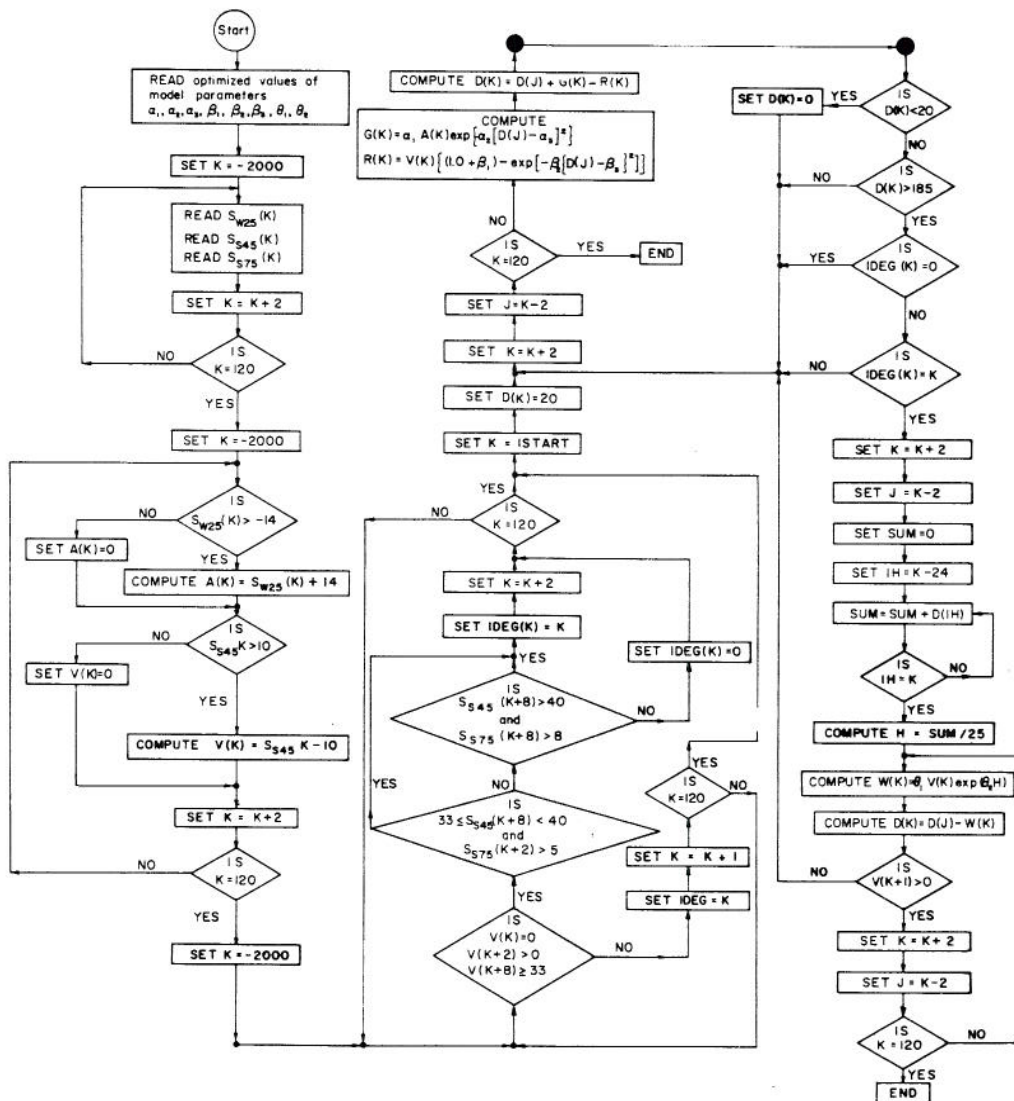 Start
READ optimized values of
model parameters
α₁, α₂, α₃, β₁, β₂, β₃, θ₁, θ₂
SET K = -2000
READ S_W25(K)
READ S_S45(K)
READ S_S75(K)
SET K = K+2
IS
K=120
NO
YES
SET K=-2000
IS
S_W25(K) > -14
NO
SET A(K)=0
YES
COMPUTE A(K) = S_W25(K) + 14
IS
S_S45 K>10
NO
SET V(K)=0
YES
COMPUTE V(K) = S_S45 K-10
SET K = K+2
IS
K=120
NO
YES
SET K=-2000
COMPUTE D(K) = D(J) + G(K) - R(K)
COMPUTE
G(K) = α₁ A(K) exp[α₂[D(J) - α₃]²]
R(K) = V(K){(1.0 + β₁) - exp[-β₂{D(J) - β₃}²]}
NO
IS
K=120
YES
END
SET J=K-2
SET K=K+2
SET D(K)=20
SET K = ISTART
YES
IS
K=120
NO
SET K=K+2
SET IDEG(K) = K
SET IDEG(K)=0
YES
IS
S_S45 (K+8) > 40
and
S_S75 (K+8) > 8
NO
YES
NO
IS
33 ≤ S_S45(K+8) < 40
and
S_S75 (K+2) > 5
YES
IS
V(K)=0
V(K+2) > 0
V(K+8) ≥ 33
NO
YES
IS
K=120
NO
SET K = K+1
SET IDEG = K
IS
D(K)<20
YES
SET D(K)=0
NO
IS
D(K)>185
NO
YES
IS
IDEG (K)=0
YES
NO
IS
IDEG(K)=K
NO
YES
SET K = K+2
SET J = K-2
SET SUM=0
SET IH = K-24
SUM=SUM + D(IH)
IS
IH=K
NO
YES
COMPUTE H = SUM/25
COMPUTE W(K)=θ₁ V(K) exp(θ₂H)
COMPUTE D(K)= D(J)-W(K)
IS
V(K+1)>0
NO
YES
SET K = K+2
SET J = K-2
IS
K=120
NO
YES
END